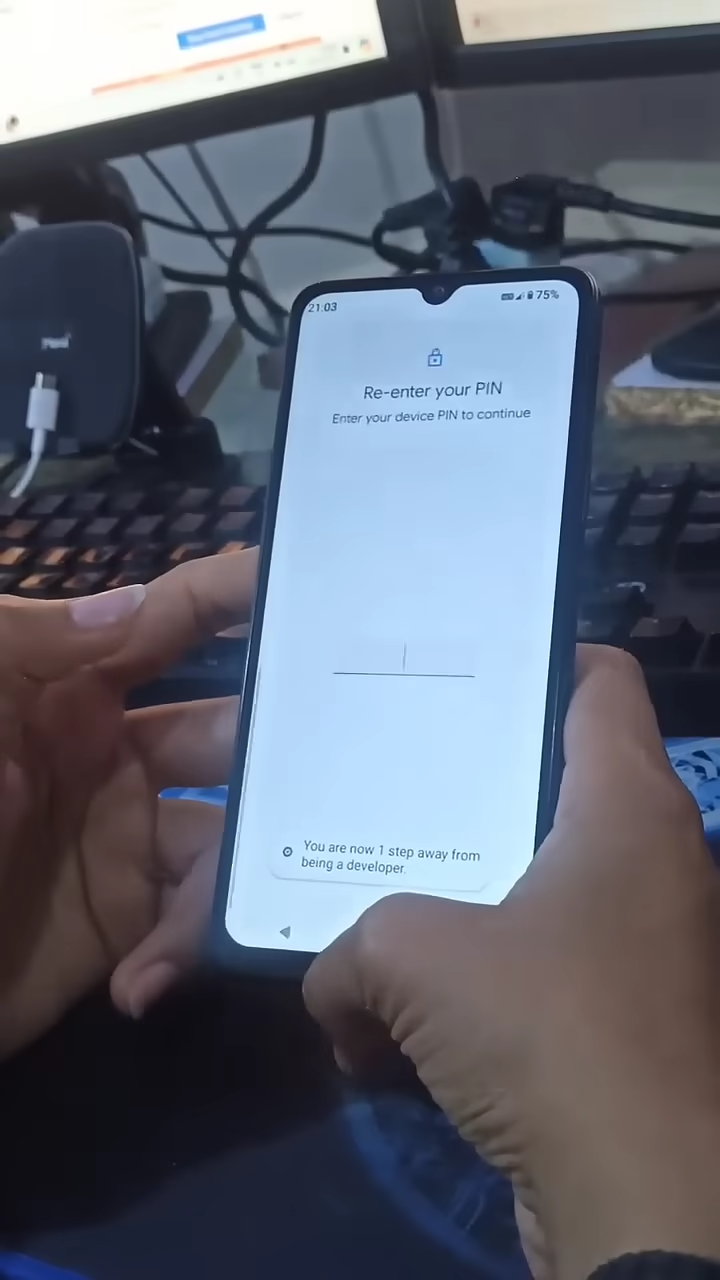 21:03
75%
Re-enter your PIN
Enter your device PIN to continue
You are now 1 step away from
being a developer.